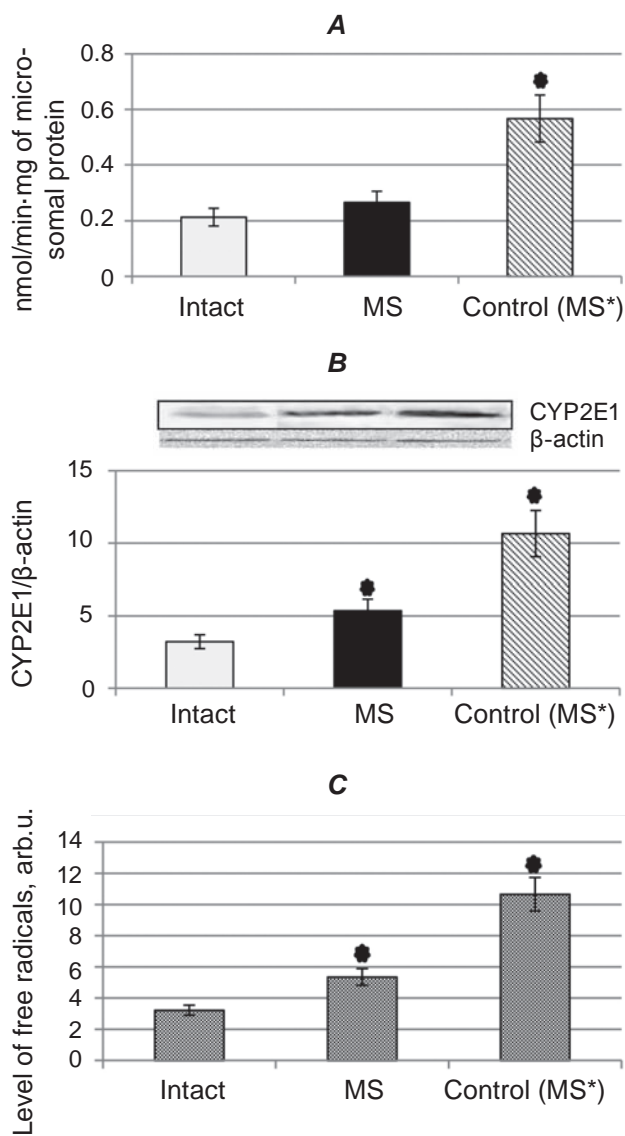 A
nmol/min·mg of micro-
somal protein
0.8
0.6
0.4
0.2
0
Intact
MS
Control (MS*)
B
CYP2E1
β-actin
CYP2E1/β-actin
15
10
5
0
Intact
MS
Control (MS*)
C
Level of free radicals, arb.u.
14
12
10
8
6
4
2
0
Intact
MS
Control (MS*)